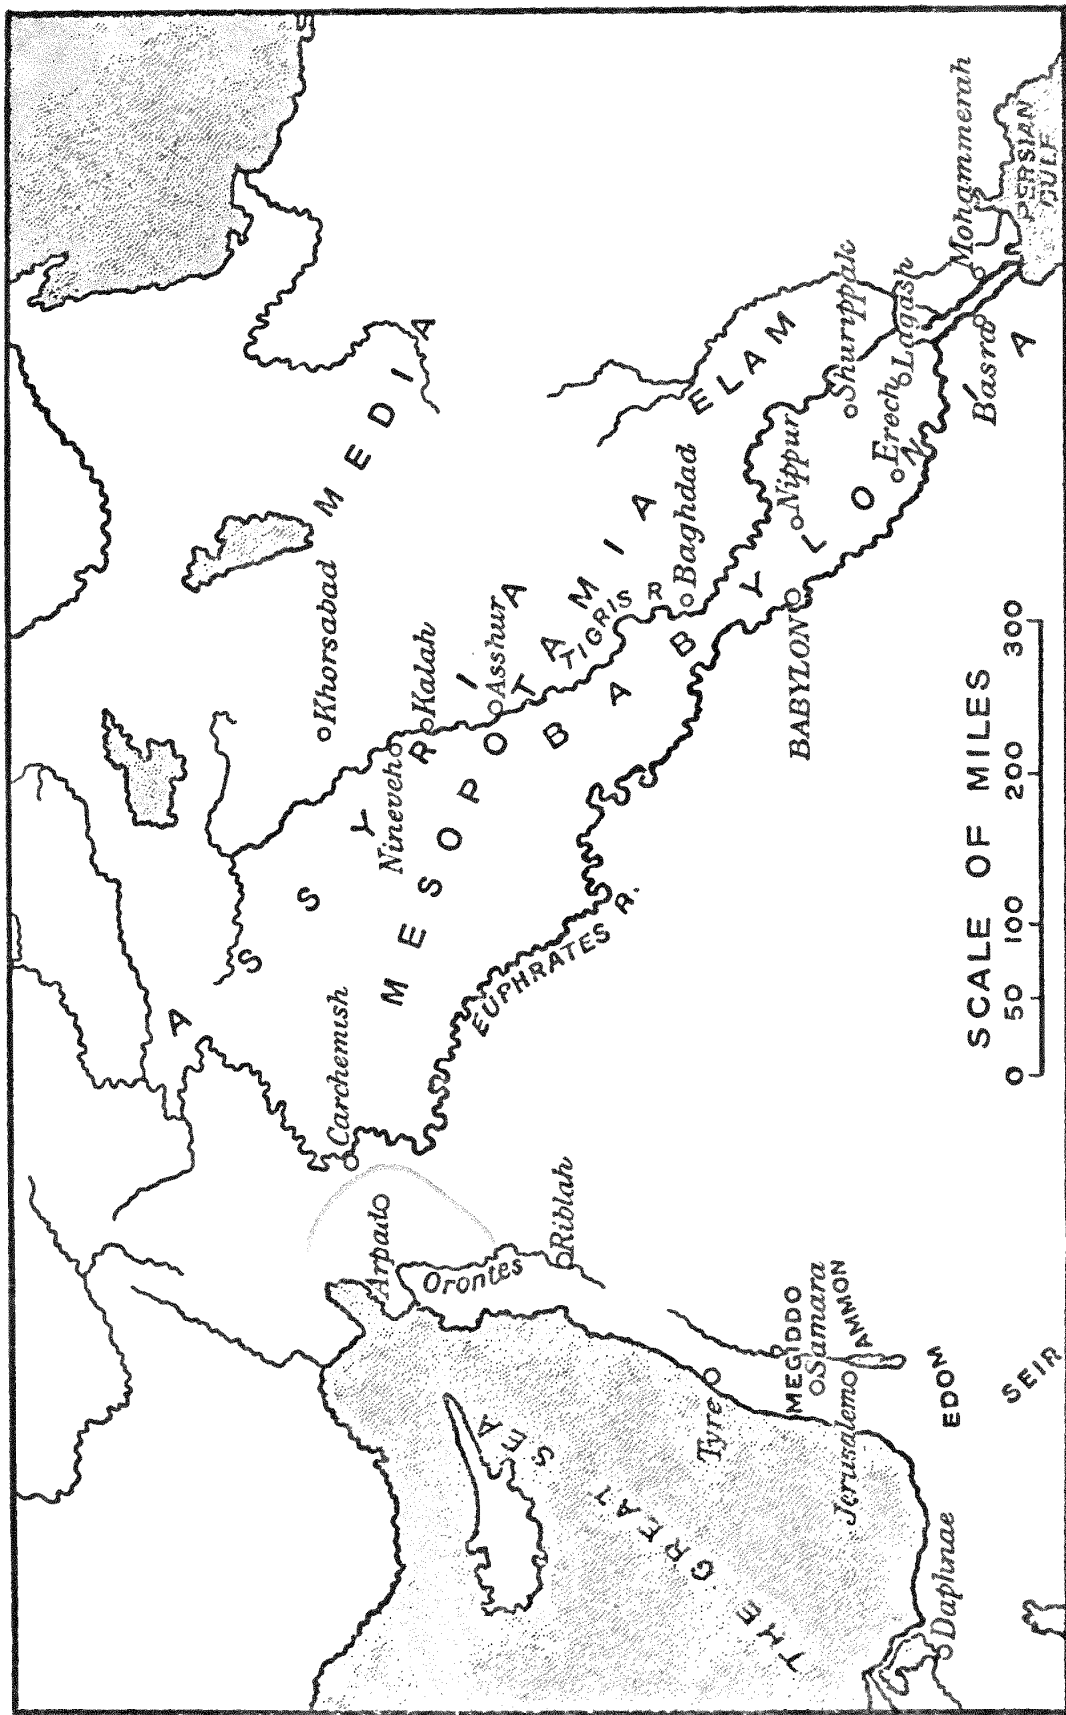 MEDIA
Khorsabad
ASSYRIA
Carchemish
Nineveh
Kalah
Asshur
MESOPOTAMIA
TIGRIS R
EUPHRATES R.
Baghdad
ELAM
BABYLONIA
BABYLON
Nippur
Shurippak
Erech
Lagash
Mohammerah
Basra
PERSIAN
GULF
Arpad
Orontes
Riblah
THE GREAT SEA
Tyre
MEGIDDO
Samara
AMMON
Jerusalem
EDOM
SEIR
Daphnae
SCALE OF MILES
0 50 100 200 300